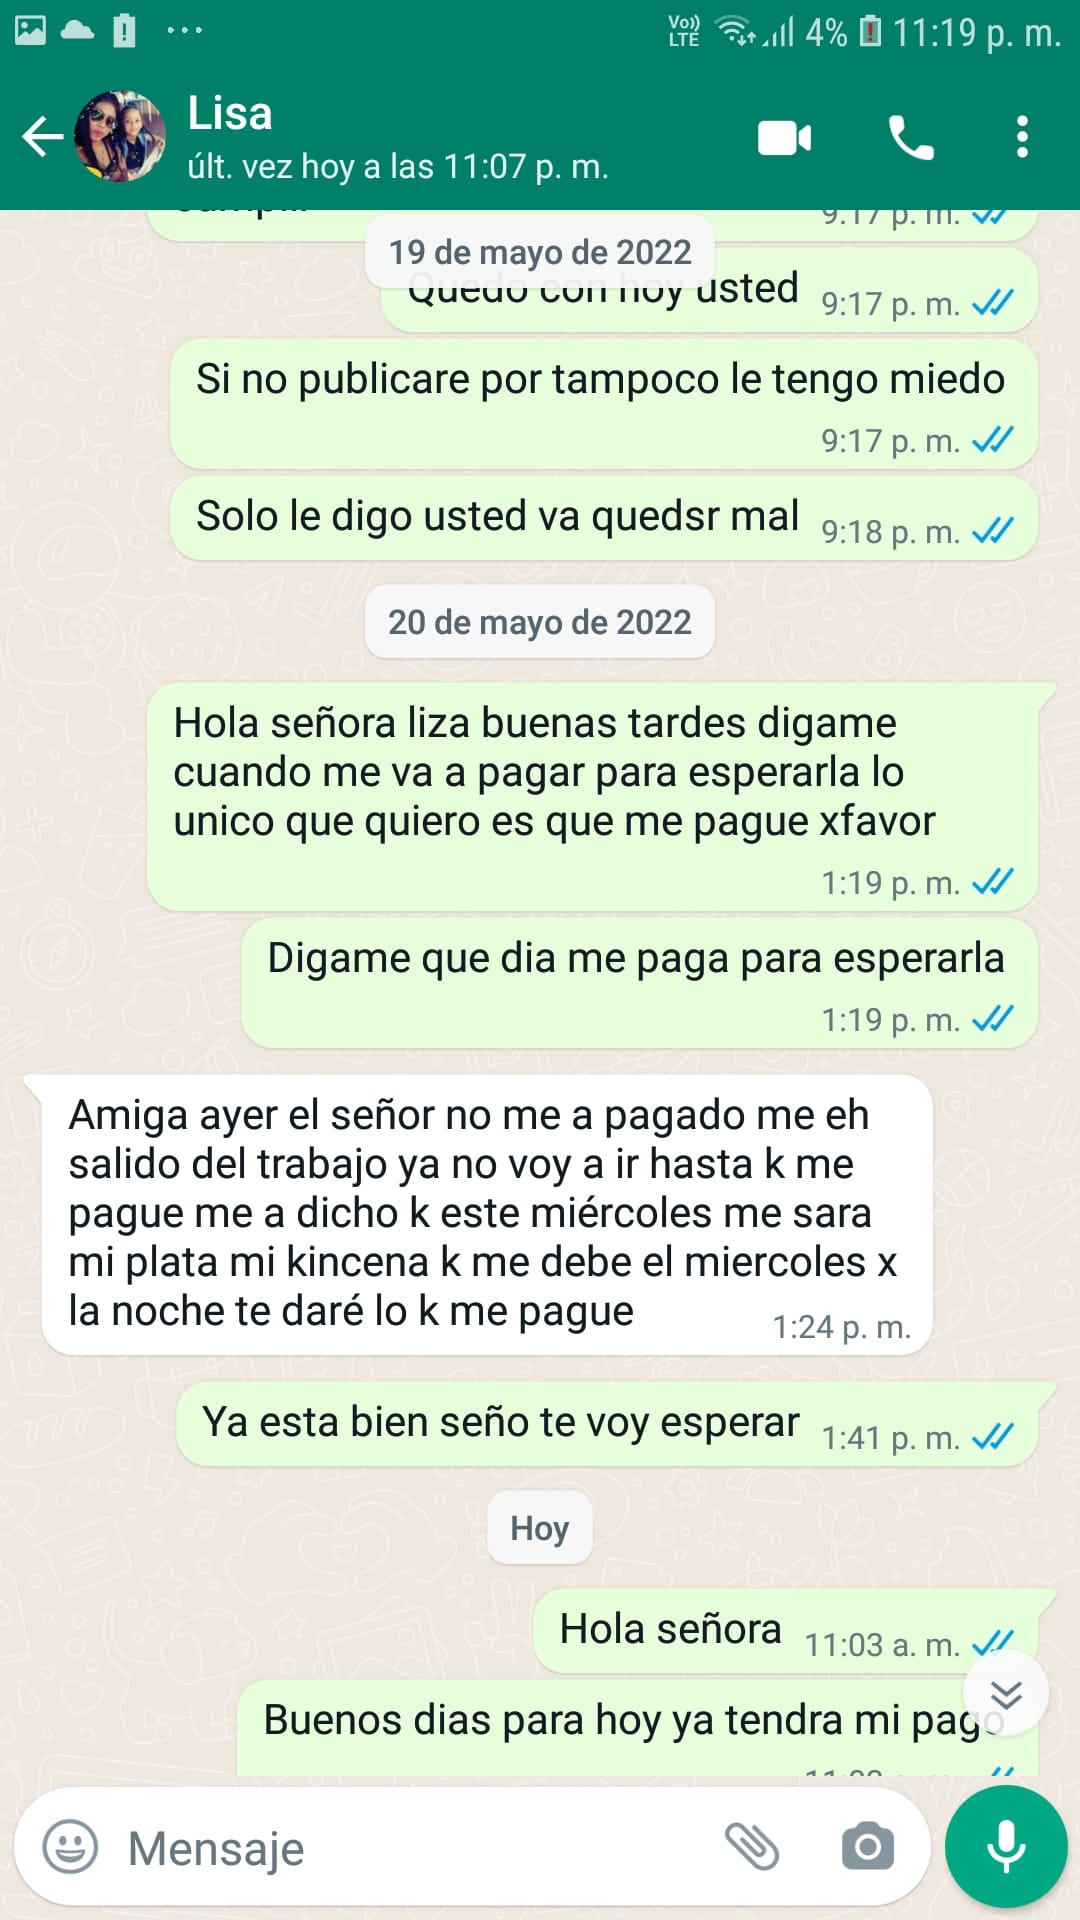 Vo)) LTE 4% 11:19 p. m.
Lisa
últ. vez hoy a las 11:07 p. m.
9:17 p. m.
19 de mayo de 2022
Quedo con hoy usted 9:17 p. m.
Si no publicare por tampoco le tengo miedo
9:17 p. m.
Solo le digo usted va quedsr mal 9:18 p. m.
20 de mayo de 2022
Hola señora liza buenas tardes digame
cuando me va a pagar para esperarla lo
unico que quiero es que me pague xfavor
1:19 p. m.
Digame que dia me paga para esperarla
1:19 p. m.
Amiga ayer el señor no me a pagado me eh
salido del trabajo ya no voy a ir hasta k me
pague me a dicho k este miércoles me sara
mi plata mi kincena k me debe el miercoles x
la noche te daré lo k me pague 1:24 p. m.
Ya esta bien seño te voy esperar 1:41 p. m.
Hoy
Hola señora 11:03 a. m.
Buenos dias para hoy ya tendra mi pago
Mensaje